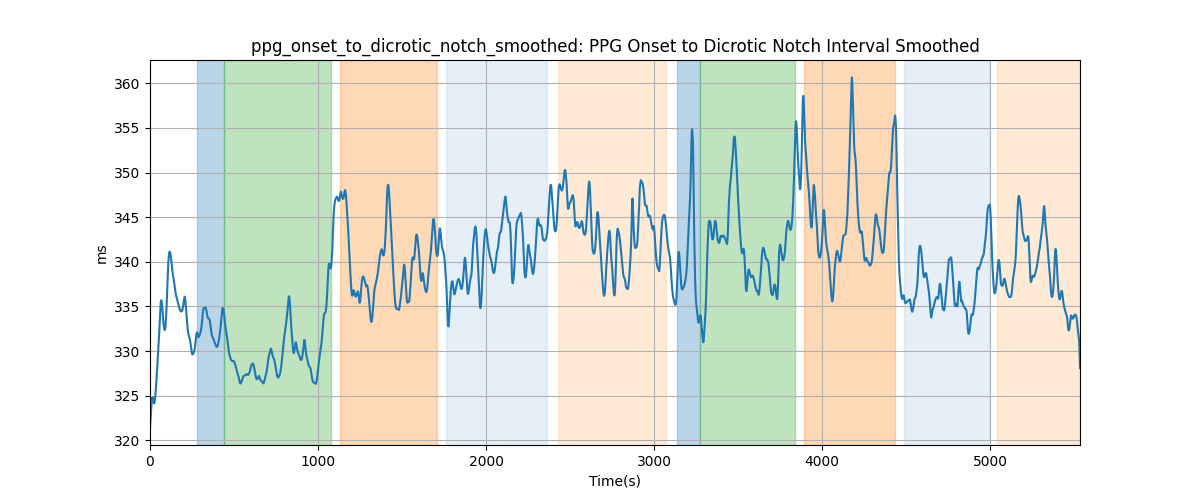 ppg_onset_to_dicrotic_notch_smoothed: PPG Onset to Dicrotic Notch Interval Smoothed
360
355
350
345
340
335
330
325
320
ms
0 1000 2000 3000 4000 5000
Time(s)